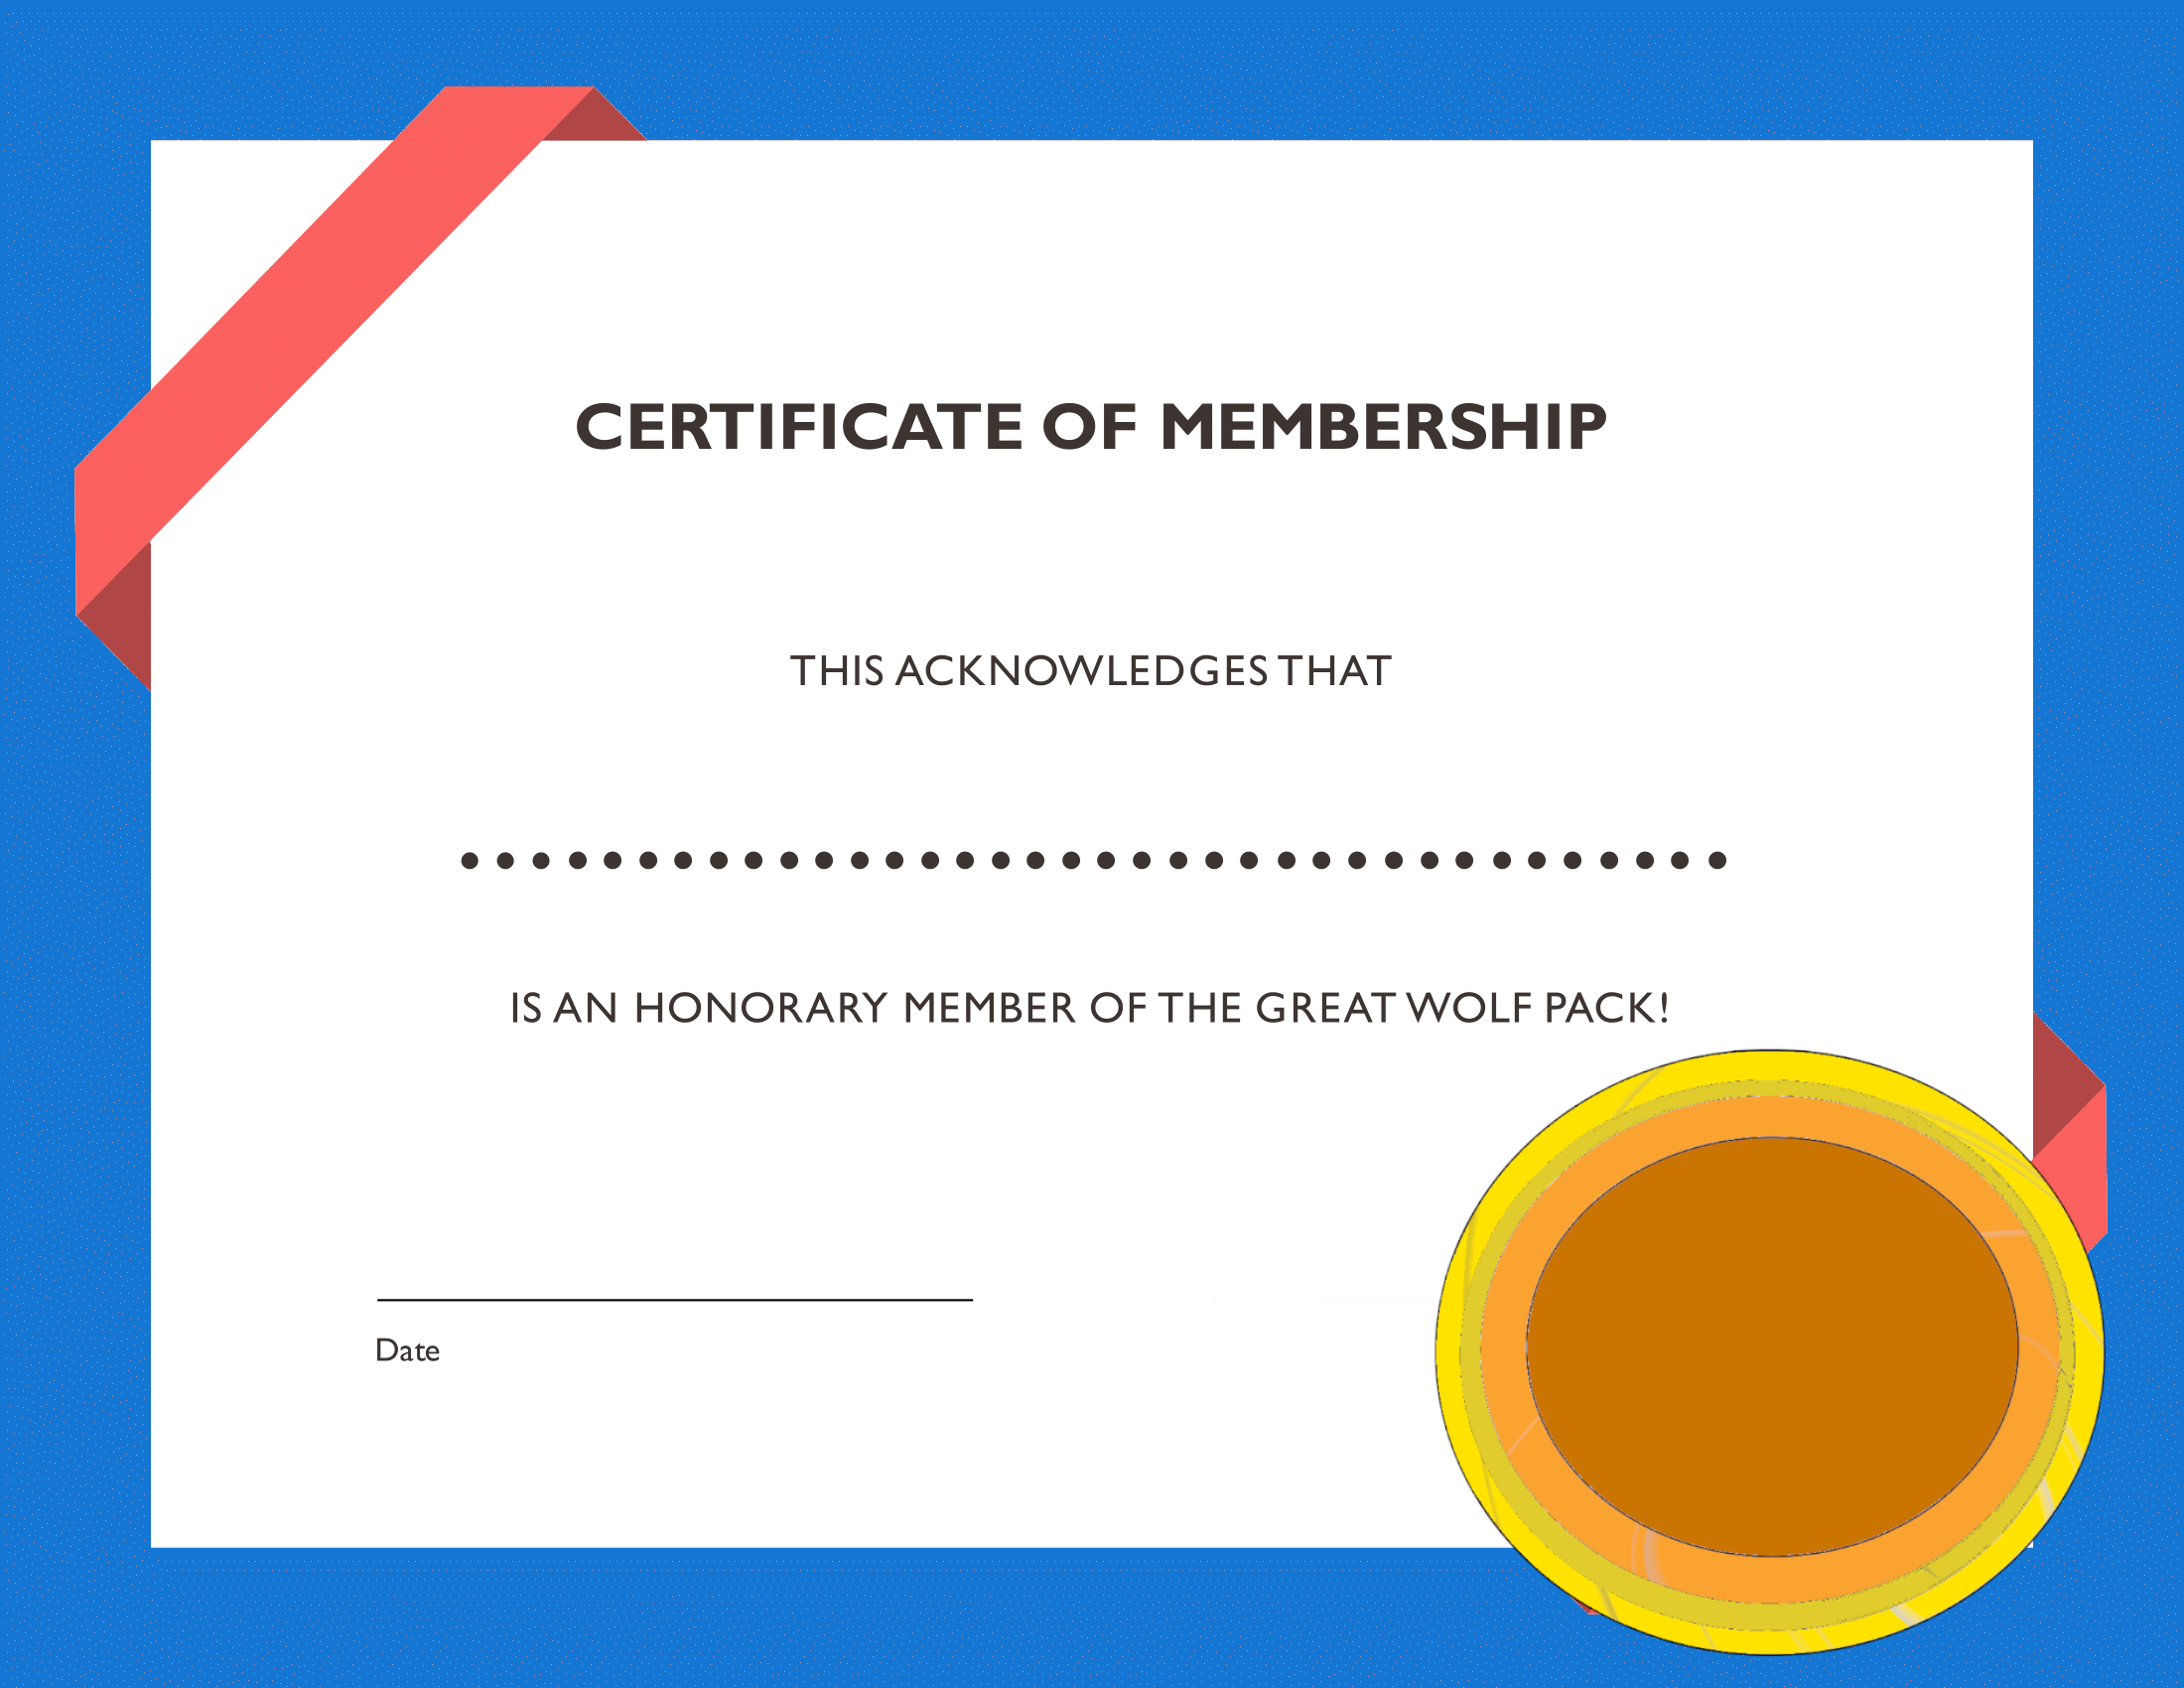 CERTIFICATE OF MEMBERSHIP
THIS ACKNOWLEDGES THAT
IS AN HONORARY MEMBER OF THE GREAT WOLF PACK!
Date